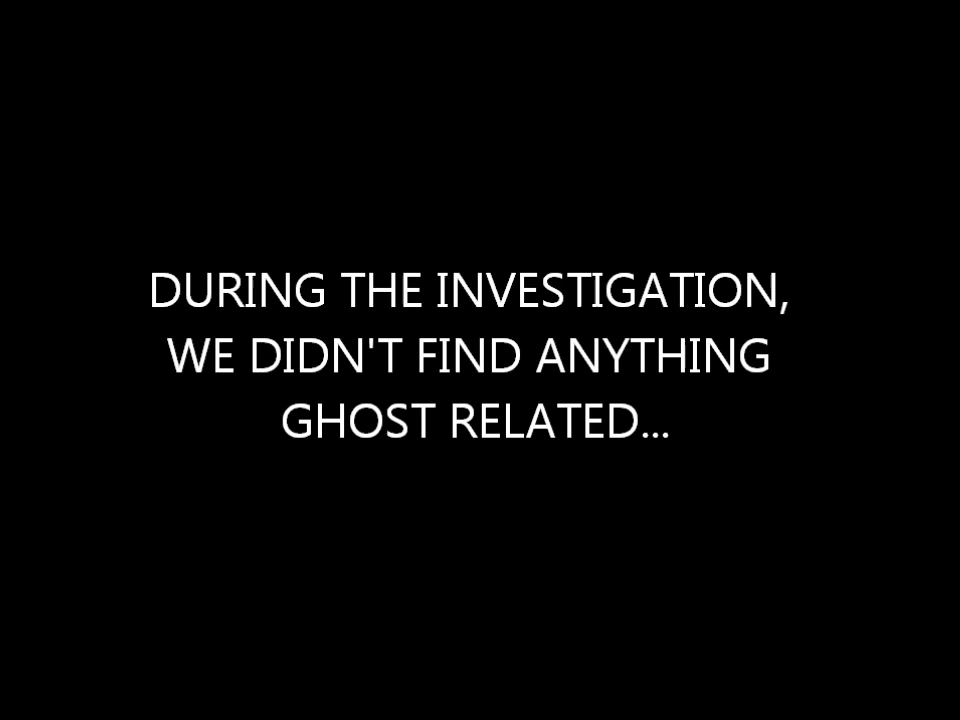 DURING THE INVESTIGATION,
WE DIDN'T FIND ANYTHING
GHOST RELATED...